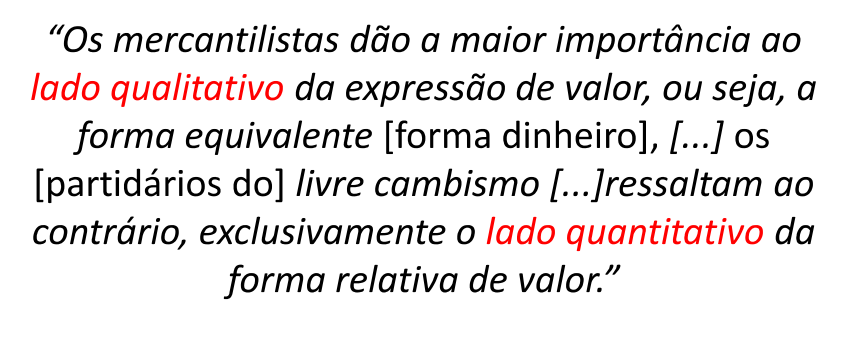 “Os mercantilistas dão a maior importância ao
lado qualitativo da expressão de valor, ou seja, a
forma equivalente [forma dinheiro], [...] os
[partidários do] livre cambismo [...]ressaltam ao
contrário, exclusivamente o lado quantitativo da
forma relativa de valor.”